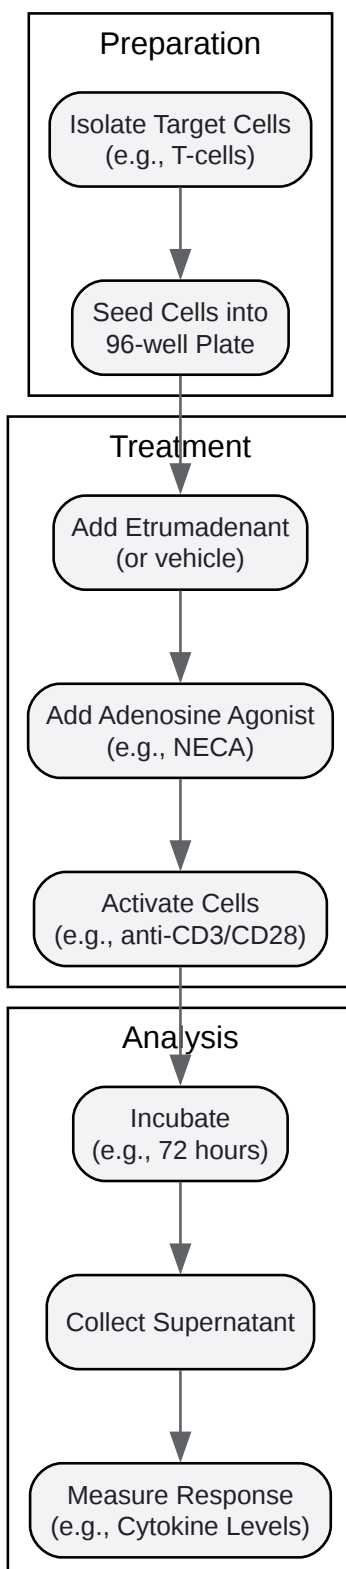 Preparation
Isolate Target Cells
(e.g., T-cells)
Seed Cells into
96-well Plate
Treatment
Add Etrumadenant
(or vehicle)
Add Adenosine Agonist
(e.g., NECA)
Activate Cells
(e.g., anti-CD3/CD28)
Analysis
Incubate
(e.g., 72 hours)
Collect Supernatant
Measure Response
(e.g., Cytokine Levels)